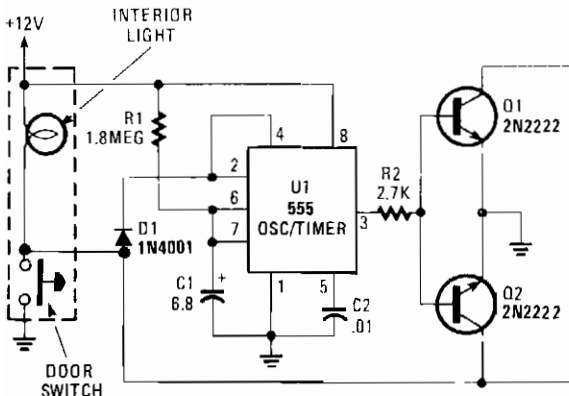 INTERIOR
LIGHT
+12V
R1
1.8MEG
4
8
Q1
2N2222
2
U1
555
OSC/TIMER
R2
2.7K
6
3
7
D1
1N4001
C1
6.8
+
1
5
C2
.01
Q2
2N2222
DOOR
SWITCH